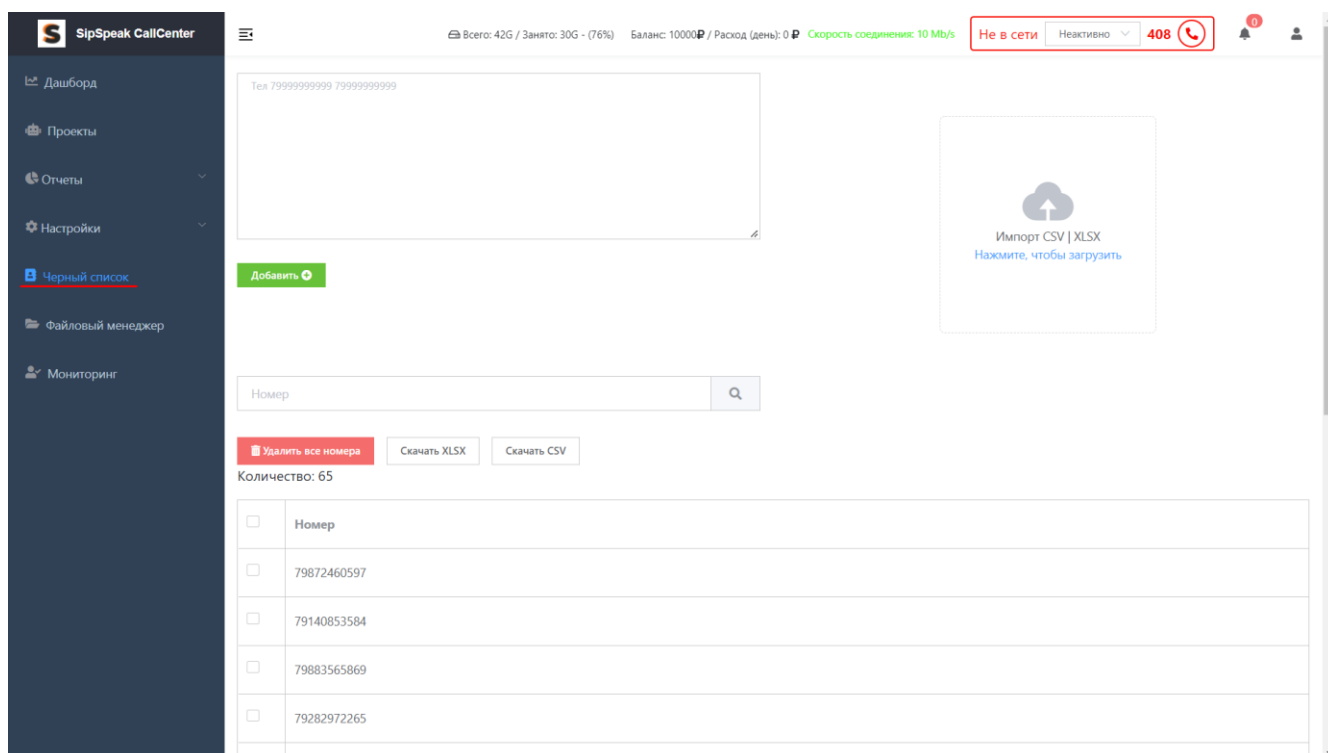 SipSpeak CallCenter
Всего: 42G / Занято: 30G - (76%) Баланс: 10000₽ / Расход (день): 0 ₽ Скорость соединения: 10 Mb/s Не в сети Неактивно 408 0
Дашборд
Проекты
Отчеты
Настройки
Черный список
Файловый менеджер
Мониторинг
Тел 79999999999 79999999999
Добавить
Импорт CSV | XLSX
Нажмите, чтобы загрузить
Номер
Удалить все номера Скачать XLSX Скачать CSV
Количество: 65
Номер
79872460597
79140853584
79883565869
79282972265